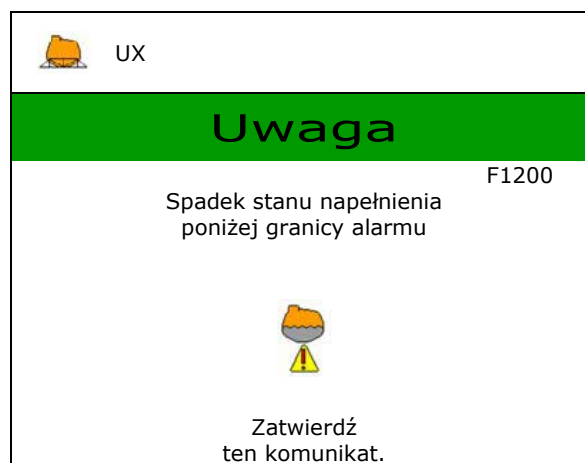 UX
Uwaga
F1200
Spadek stanu napełnienia
poniżej granicy alarmu
Zatwierdź
ten komunikat.